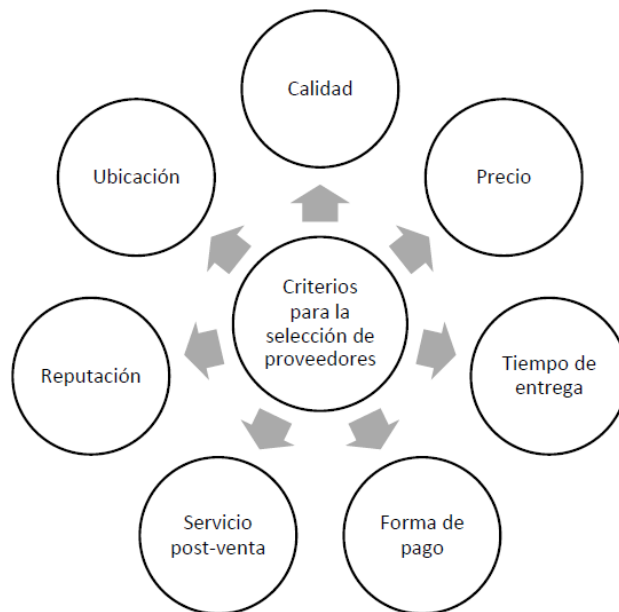 Calidad
Precio
Tiempo de
entrega
Forma de
pago
Servicio
post-venta
Reputación
Ubicación
Criterios
para la
selección de
proveedores